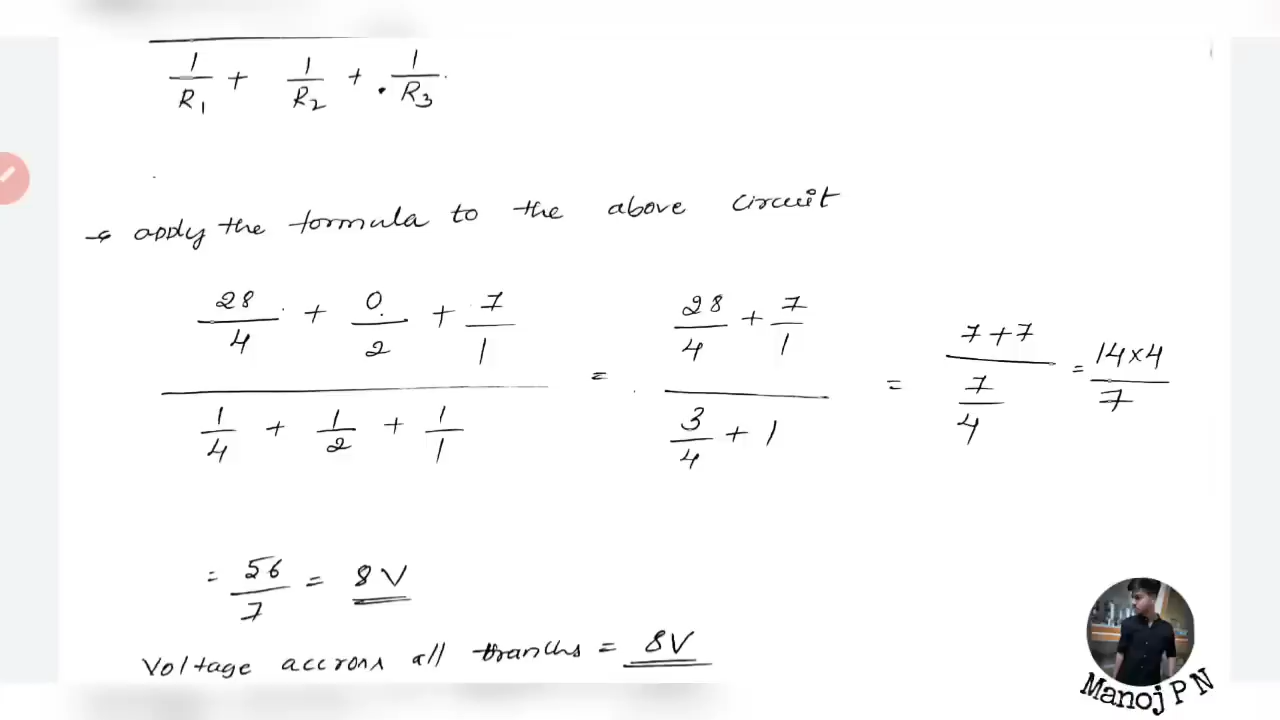 1/R1 + 1/R2 + 1/R3
→ apply the formula to the above circuit
(28/4 + 0/2 + 7/1) / (1/4 + 1/2 + 1/1) = (28/4 + 7/1) / (3/4 + 1) = (7+7) / (7/4) = 14×4/7
= 56/7 = 8V
Voltage accross all branchs = 8V
Manoj P N